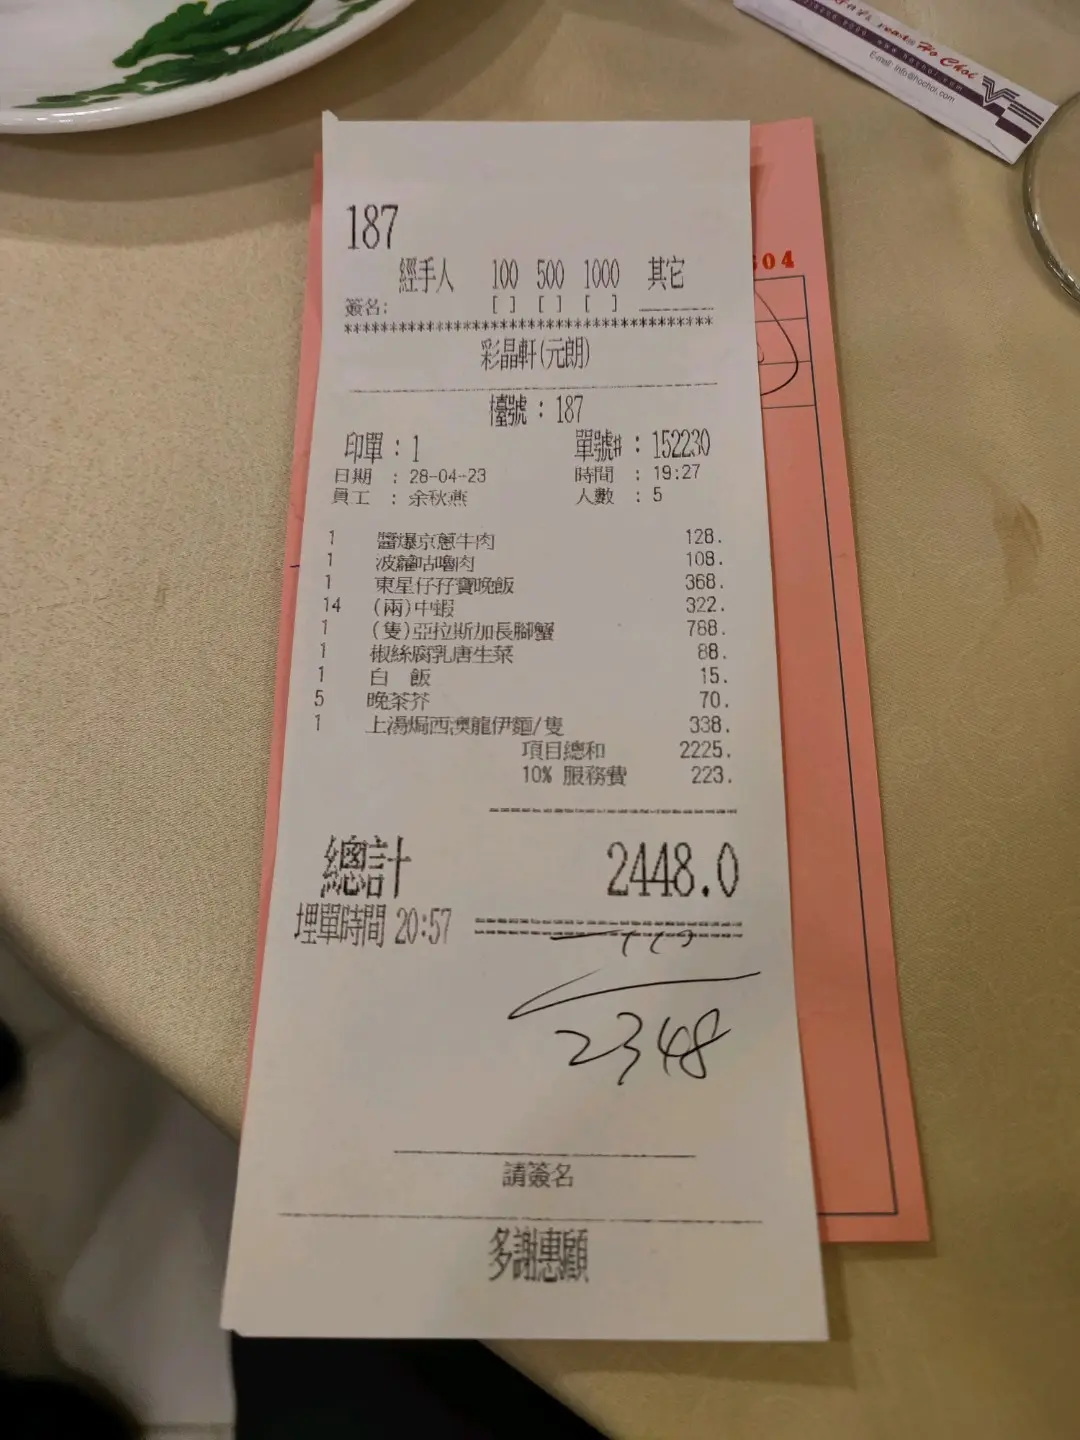 187
經手人 100 500 1000 其它
簽名: [ ] [ ] [ ]
****************************************
彩晶軒(元朗)
檯號 : 187
印單 : 1 單號# : 152230
日期 : 28-04-23 時間 : 19:27
員工 : 余秋燕 人數 : 5
1 醬爆京蔥牛肉 128.
1 波蘿咕嚕肉 108.
1 東星仔孖寶晚飯 368.
14 (兩)中蝦 322.
1 (隻)亞拉斯加長腳蟹 788.
1 椒絲腐乳唐生菜 88.
1 白 飯 15.
5 晚茶芥 70.
1 上湯焗西澳龍伊麵/隻 338.
項目總和 2225.
10% 服務費 223.
總計 2448.0
埋單時間 20:57
2348
請簽名
多謝惠顧
Ho Choi
E-mail: info@hochoi.com
04